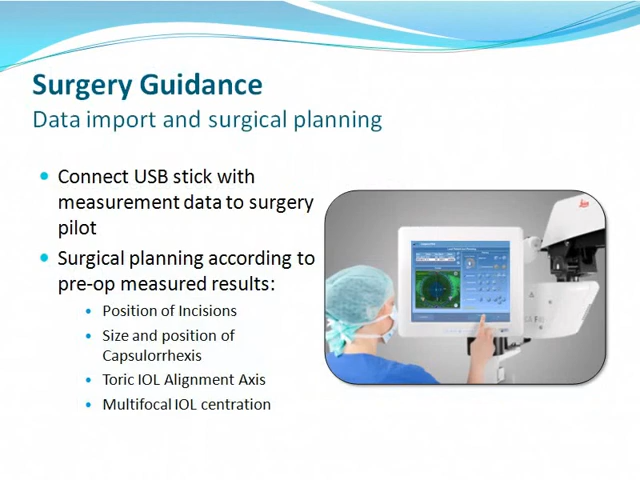 Surgery Guidance
Data import and surgical planning
Connect USB stick with
measurement data to surgery
pilot
Surgical planning according to
pre-op measured results:
Position of Incisions
Size and position of
Capsulorrhexis
Toric IOL Alignment Axis
Multifocal IOL centration
Leica